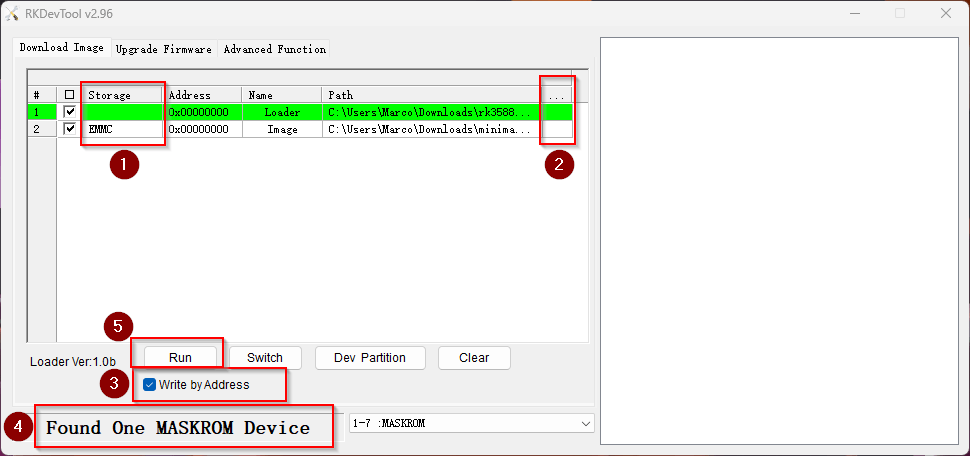 RKDevTool v2.96
Download Image Upgrade Firmware Advanced Function
# Storage Address Name Path ...
1 0x00000000 Loader C:\Users\Marco\Downloads\rk3588...
2 EMMC 0x00000000 Image C:\Users\Marco\Downloads\minima...
1 2
5
Loader Ver:1.0b Run Switch Dev Partition Clear
3 Write by Address
4 Found One MASKROM Device 1-7 :MASKROM